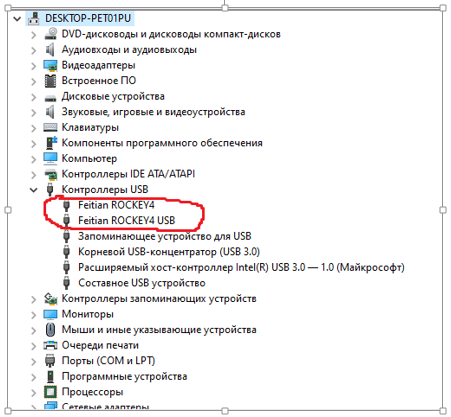 DESKTOP-PET01PU
DVD-дисководы и дисководы компакт-дисков
Аудиовходы и аудиовыходы
Видеоадаптеры
Встроенное ПО
Дисковые устройства
Звуковые, игровые и видеоустройства
Клавиатуры
Компоненты программного обеспечения
Компьютер
Контроллеры IDE ATA/ATAPI
Контроллеры USB
Feitian ROCKEY4
Feitian ROCKEY4 USB
Запоминающее устройство для USB
Корневой USB-концентратор (USB 3.0)
Расширяемый хост-контроллер Intel(R) USB 3.0 — 1.0 (Майкрософт)
Составное USB устройство
Контроллеры запоминающих устройств
Мониторы
Мыши и иные указывающие устройства
Очереди печати
Порты (COM и LPT)
Программные устройства
Процессоры
Сетевые адаптеры